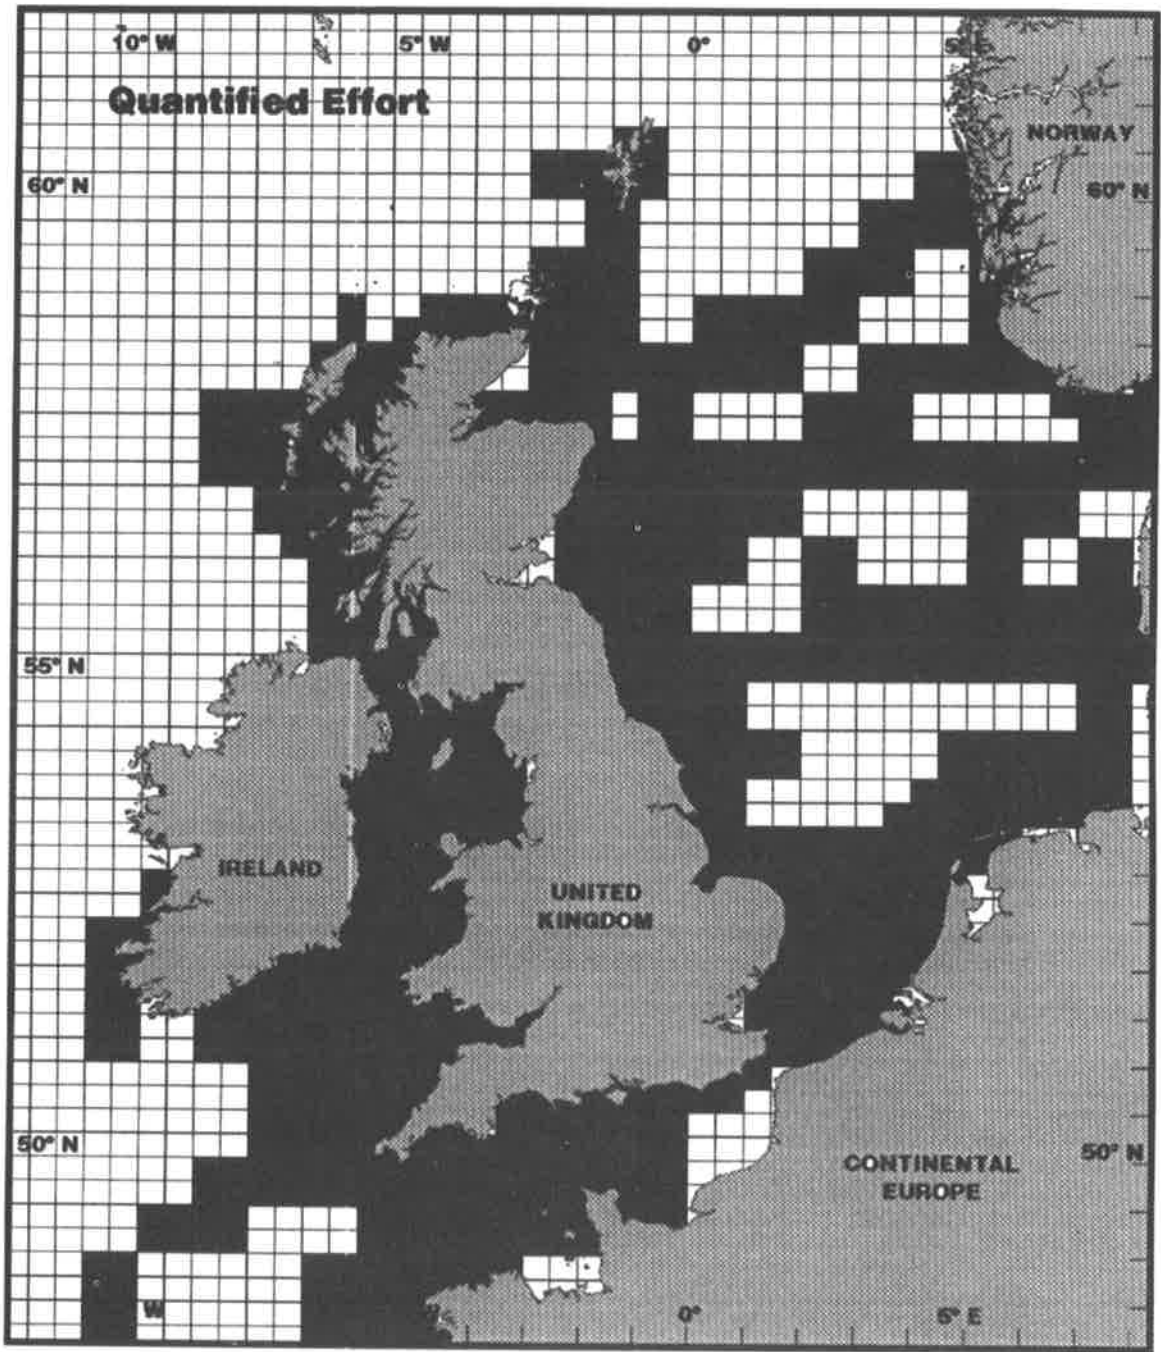 10° W 5° W 0° 5° E
Quantified Effort
NORWAY
60° N 60° N
55° N
IRELAND
UNITED
KINGDOM
50° N 50° N
CONTINENTAL
EUROPE
W 0° 5° E